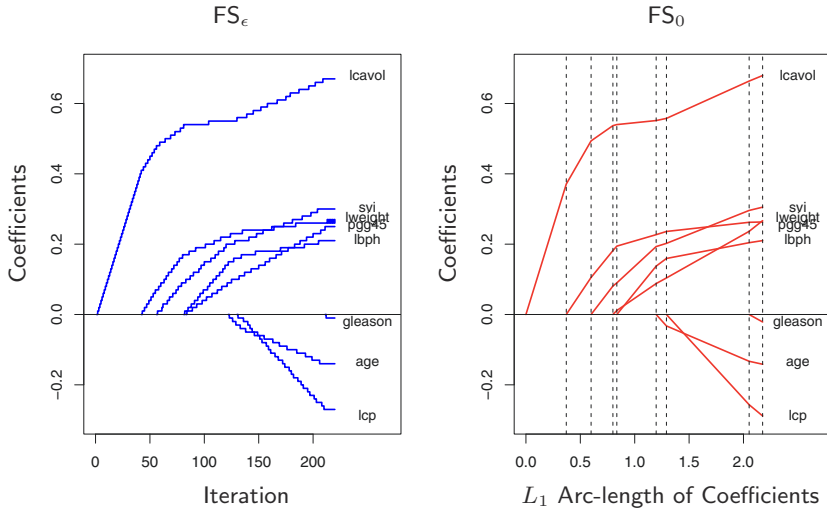 FSϵ
Coefficients
0.6
0.4
0.2
0.0
−0.2
lcavol
svi
lweight
pgg45
lbph
gleason
age
lcp
0 50 100 150 200
Iteration
FS0
Coefficients
0.6
0.4
0.2
0.0
−0.2
lcavol
svi
lweight
pgg45
lbph
gleason
age
lcp
0.0 0.5 1.0 1.5 2.0
L1 Arc-length of Coefficients